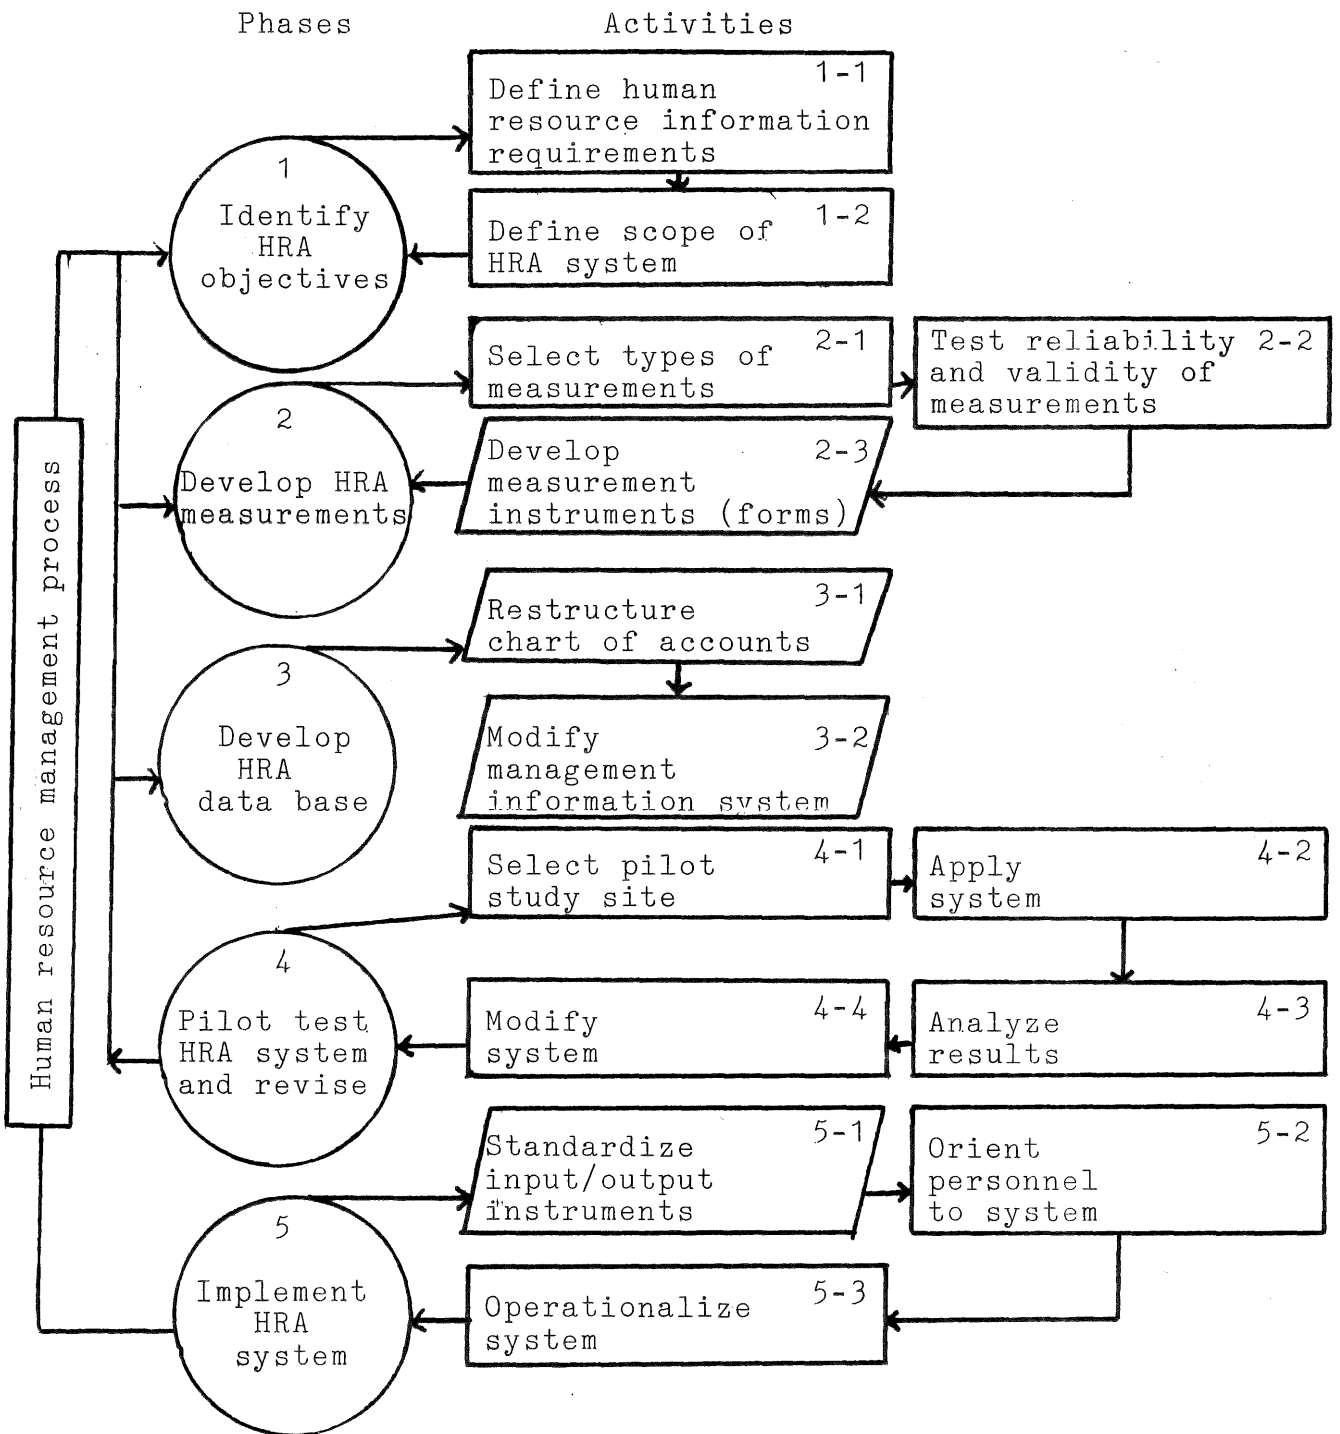 Phases Activities
1-1
Define human
resource information
requirements
1
Identify
HRA
objectives
1-2
Define scope of
HRA system
2-1
Select types of
measurements
Test reliability 2-2
and validity of
measurements
2
Develop HRA
measurements
2-3
Develop
measurement
instruments (forms)
Human resource management process
3-1
Restructure
chart of accounts
3
Develop
HRA
data base
3-2
Modify
management
information system
4-1
Select pilot
study site
4-2
Apply
system
4
Pilot test
HRA system
and revise
4-4
Modify
system
4-3
Analyze
results
5-1
Standardize
input/output
instruments
5-2
Orient
personnel
to system
5
Implement
HRA
system
5-3
Operationalize
system